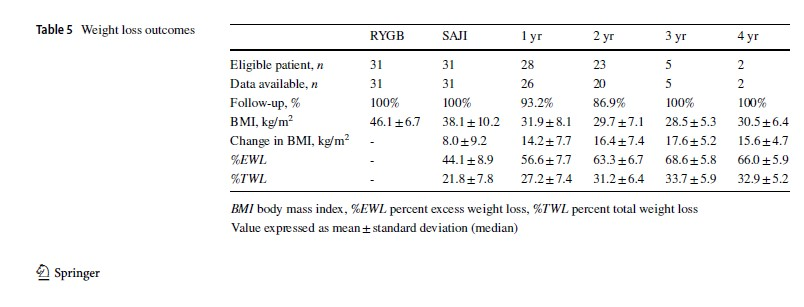 Table 5 Weight loss outcomes
RYGB SAJI 1 yr 2 yr 3 yr 4 yr
Eligible patient, n 31 31 28 23 5 2
Data available, n 31 31 26 20 5 2
Follow-up, % 100% 100% 93.2% 86.9% 100% 100%
BMI, kg/m² 46.1±6.7 38.1±10.2 31.9±8.1 29.7±7.1 28.5±5.3 30.5±6.4
Change in BMI, kg/m² - 8.0±9.2 14.2±7.7 16.4±7.4 17.6±5.2 15.6±4.7
%EWL - 44.1±8.9 56.6±7.7 63.3±6.7 68.6±5.8 66.0±5.9
%TWL - 21.8±7.8 27.2±7.4 31.2±6.4 33.7±5.9 32.9±5.2
BMI body mass index, %EWL percent excess weight loss, %TWL percent total weight loss
Value expressed as mean±standard deviation (median)
Springer